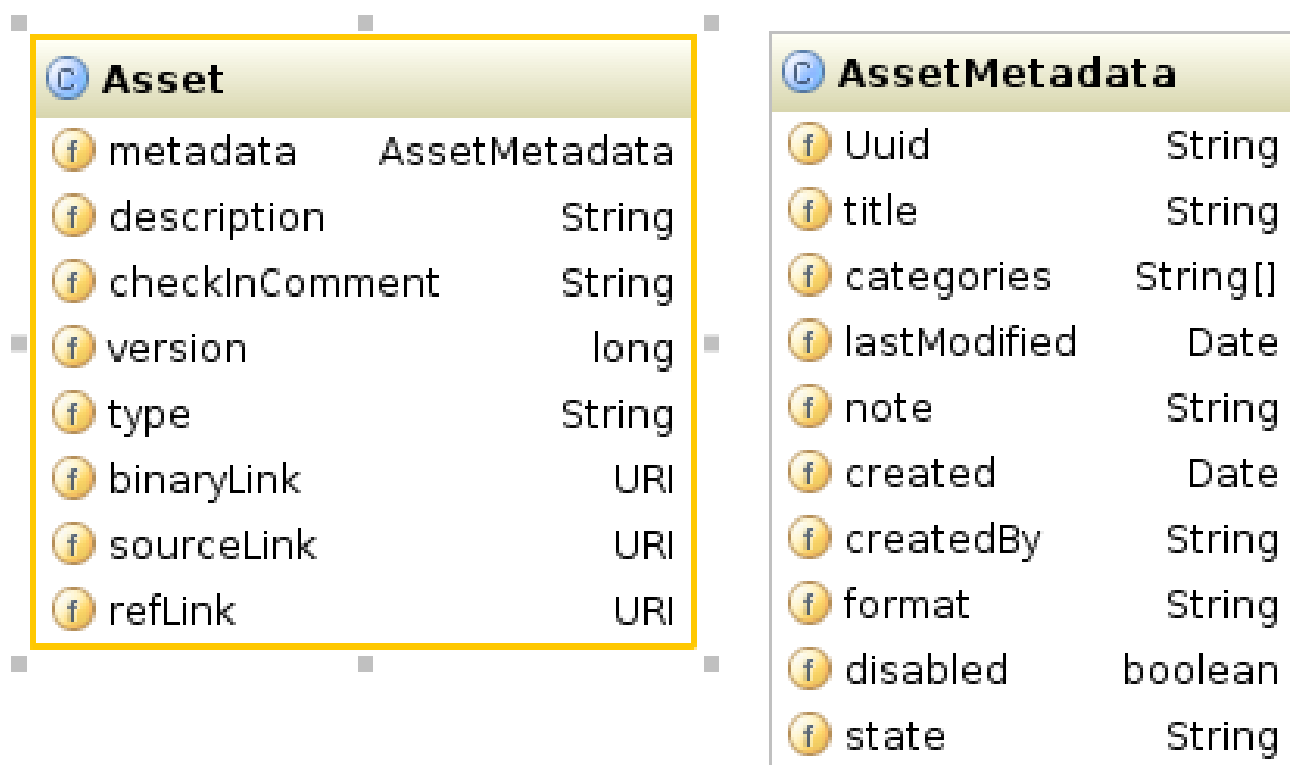 C Asset
f metadata AssetMetadata
f description String
f checkInComment String
f version long
f type String
f binaryLink URI
f sourceLink URI
f refLink URI
C AssetMetadata
f Uuid String
f title String
f categories String[]
f lastModified Date
f note String
f created Date
f createdBy String
f format String
f disabled boolean
f state String